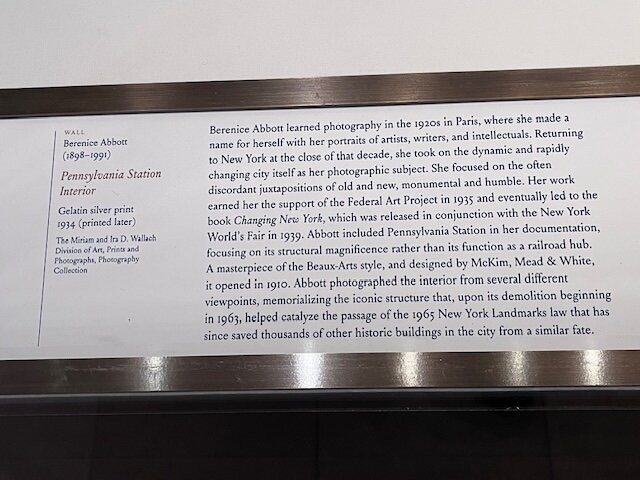 WALL
Berenice Abbott
(1898–1991)
Pennsylvania Station
Interior
Gelatin silver print
1934 (printed later)
The Miriam and Ira D. Wallach
Division of Art, Prints and
Photographs, Photography
Collection
Berenice Abbott learned photography in the 1920s in Paris, where she made a
name for herself with her portraits of artists, writers, and intellectuals. Returning
to New York at the close of that decade, she took on the dynamic and rapidly
changing city itself as her photographic subject. She focused on the often
discordant juxtapositions of old and new, monumental and humble. Her work
earned her the support of the Federal Art Project in 1935 and eventually led to the
book Changing New York, which was released in conjunction with the New York
World's Fair in 1939. Abbott included Pennsylvania Station in her documentation,
focusing on its structural magnificence rather than its function as a railroad hub.
A masterpiece of the Beaux-Arts style, and designed by McKim, Mead & White,
it opened in 1910. Abbott photographed the interior from several different
viewpoints, memorializing the iconic structure that, upon its demolition beginning
in 1963, helped catalyze the passage of the 1965 New York Landmarks law that has
since saved thousands of other historic buildings in the city from a similar fate.